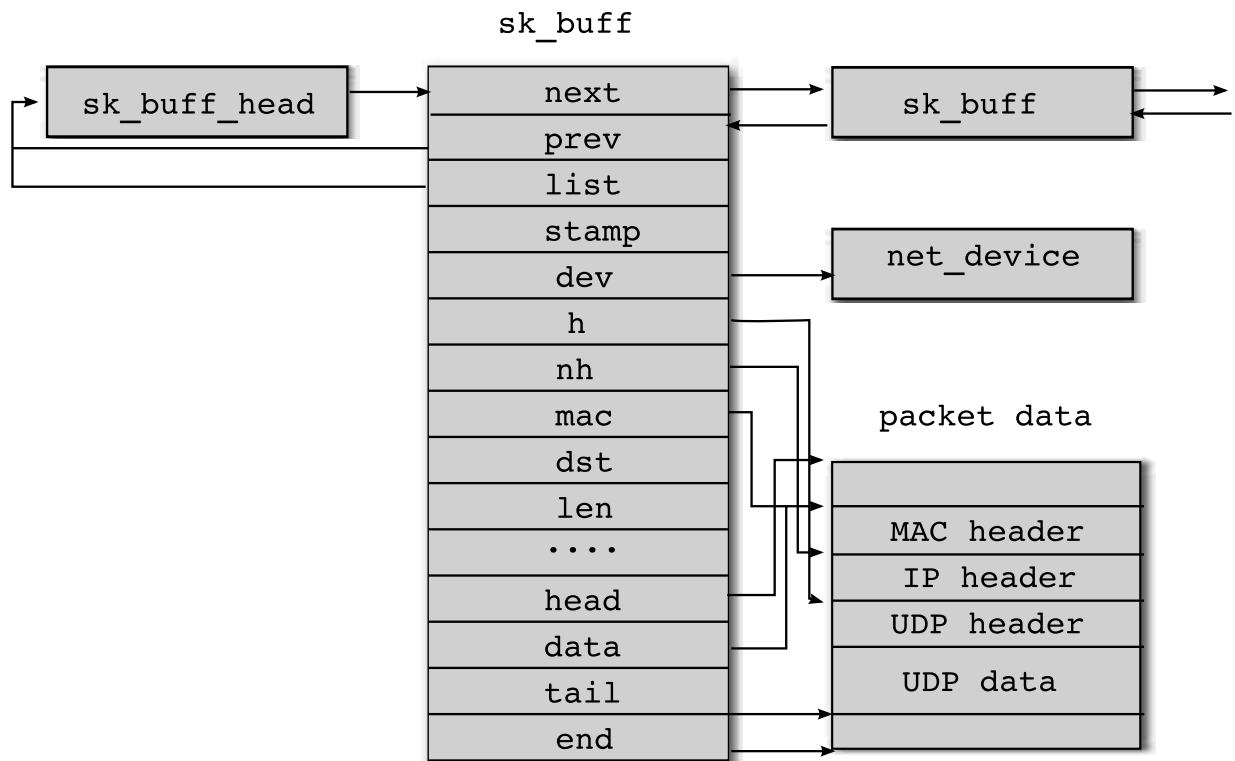 sk_buff
sk_buff_head
next
prev
list
stamp
dev
h
nh
mac
dst
len
....
head
data
tail
end
sk_buff
net_device
packet data
MAC header
IP header
UDP header
UDP data